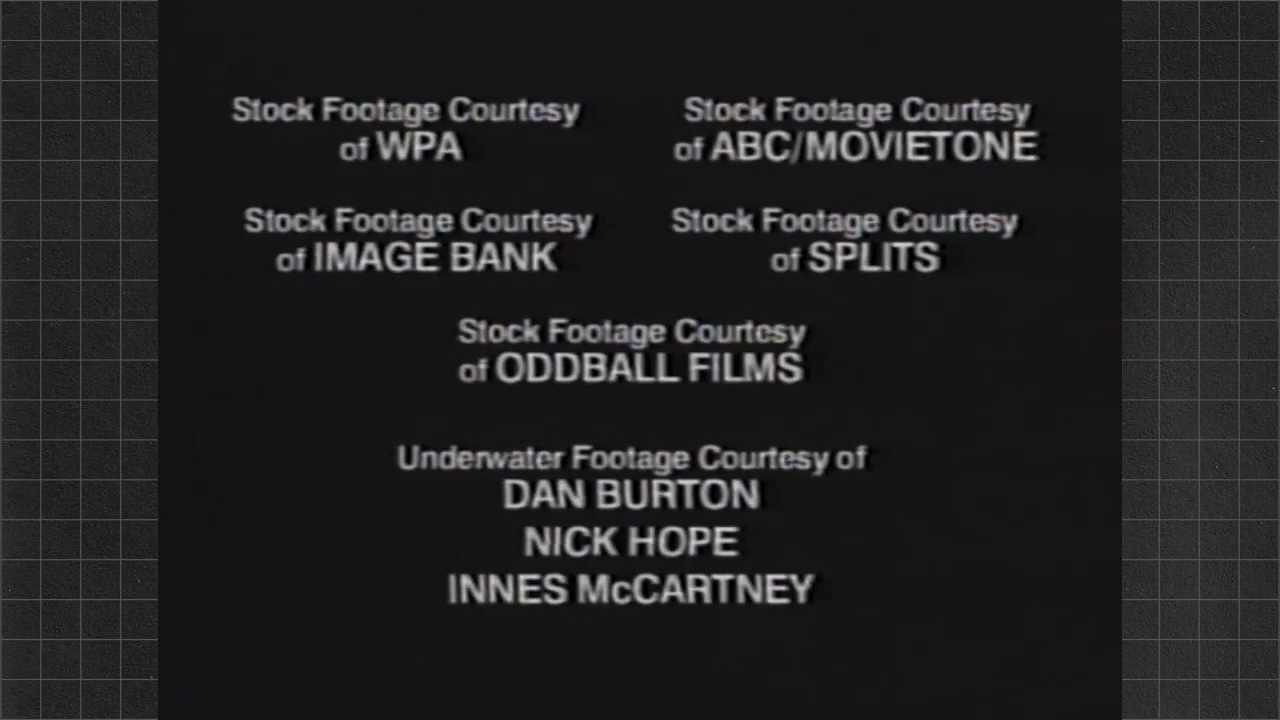 Stock Footage Courtesy
of WPA
Stock Footage Courtesy
of ABC/MOVIETONE
Stock Footage Courtesy
of IMAGE BANK
Stock Footage Courtesy
of SPLITS
Stock Footage Courtesy
of ODDBALL FILMS
Underwater Footage Courtesy of
DAN BURTON
NICK HOPE
INNES McCARTNEY